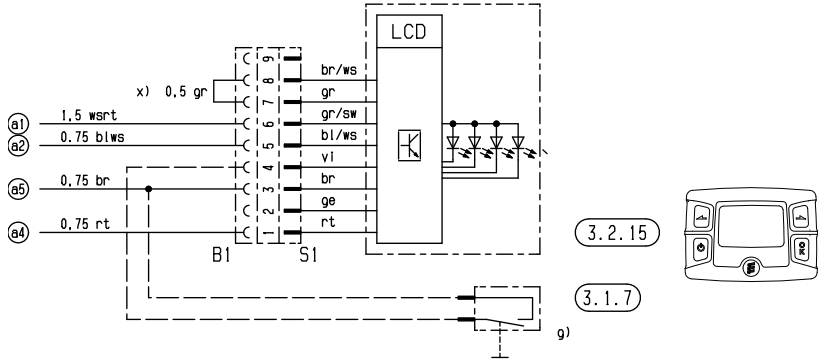 LCD
9
br/ws
8
x) 0,5 gr
gr
7
a1 1,5 wsrt
gr/sw
6
a2 0.75 blws
bl/ws
5
vi
4
a5 0,75 br
br
3
ge
2
a4 0,75 rt
rt
1
B1 S1
3.2.15
OK
3.1.7
g)